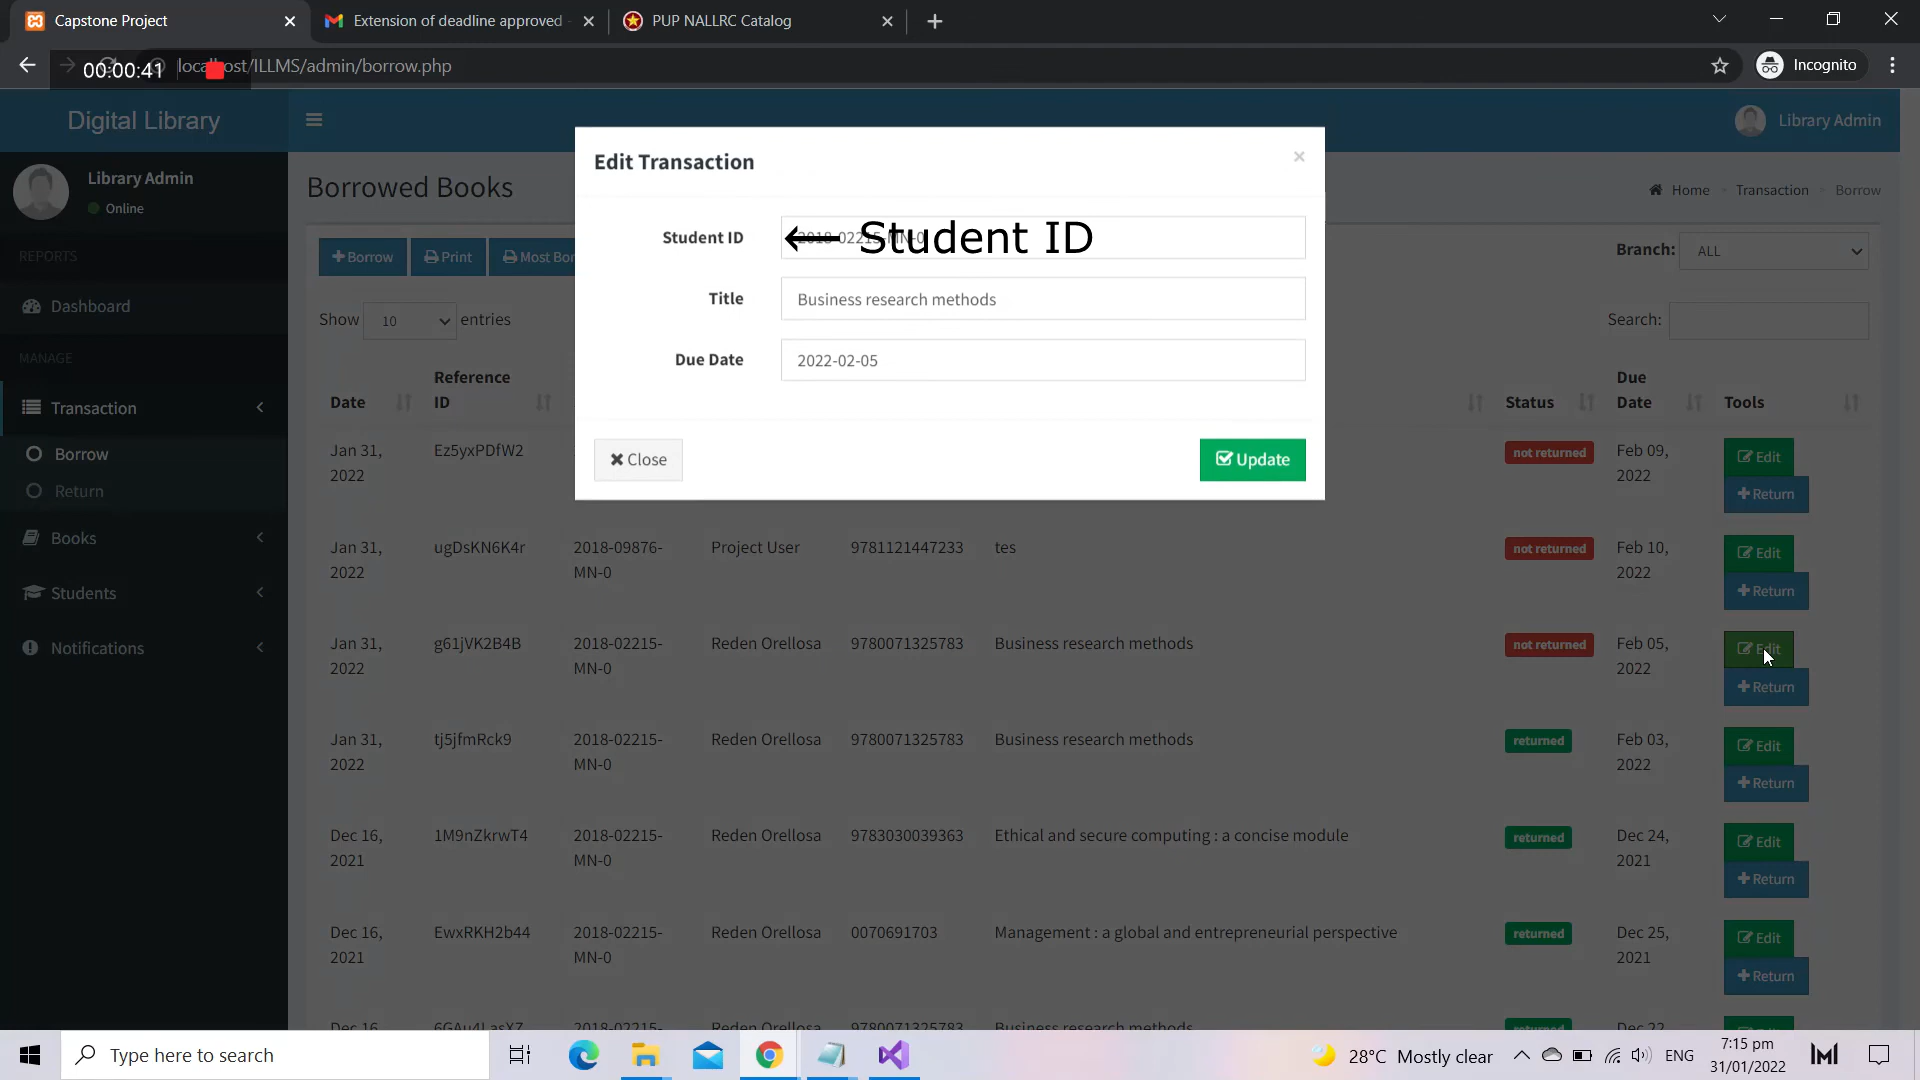 Capstone Project
Extension of deadline approved
PUP NALLRC Catalog
00:00:41
localhost/ILLMS/admin/borrow.php
Incognito
Digital Library
Library Admin
Library Admin
Online
REPORTS
Dashboard
MANAGE
Transaction
Borrow
Return
Books
Students
Notifications
Borrowed Books
Home
Transaction
Borrow
Borrow
Print
Most Bor
Branch:
ALL
Show 10 entries
Search:
Edit Transaction
×
Student ID
2018-02215-MN-0
← Student ID
Title
Business research methods
Due Date
2022-02-05
Close
Update
Date
Reference ID
Status
Due Date
Tools
Jan 31, 2022 Ez5yxPDfW2 not returned Feb 09, 2022 Edit Return
Jan 31, 2022 ugDsKN6K4r 2018-09876-MN-0 Project User 9781121447233 tes not returned Feb 10, 2022 Edit Return
Jan 31, 2022 g61jVK2B4B 2018-02215-MN-0 Reden Orellosa 9780071325783 Business research methods not returned Feb 05, 2022 Edit Return
Jan 31, 2022 tj5jfmRck9 2018-02215-MN-0 Reden Orellosa 9780071325783 Business research methods returned Feb 03, 2022 Edit Return
Dec 16, 2021 1M9nZkrwT4 2018-02215-MN-0 Reden Orellosa 9783030039363 Ethical and secure computing : a concise module returned Dec 24, 2021 Edit Return
Dec 16, 2021 EwxRKH2b44 2018-02215-MN-0 Reden Orellosa 0070691703 Management : a global and entrepreneurial perspective returned Dec 25, 2021 Edit Return
Dec 16 6GAu4LasXZ 2018-02215- Reden Orellosa 9780071325783 Business research methods returned Dec 22
Type here to search
28°C Mostly clear
ENG
7:15 pm
31/01/2022